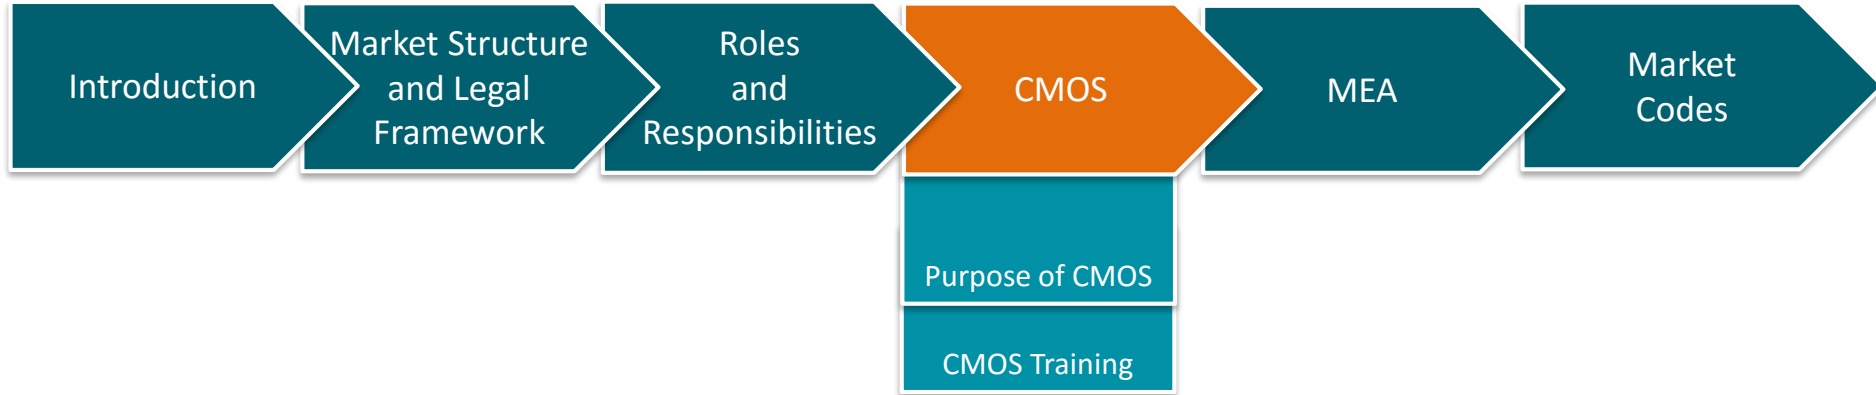 Introduction
Market Structure
and Legal
Framework
Roles
and
Responsibilities
CMOS
MEA
Market
Codes
Purpose of CMOS
CMOS Training